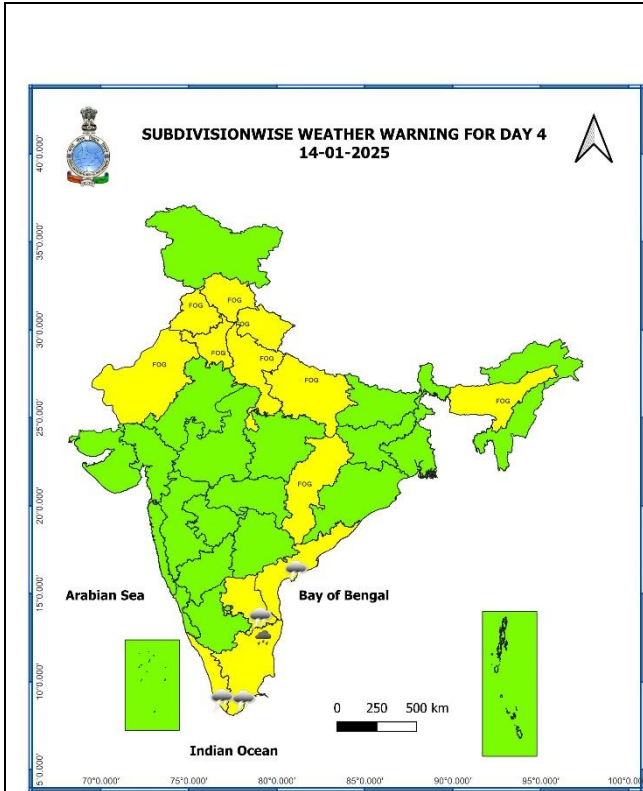 SUBDIVISIONWISE WEATHER WARNING FOR DAY 4
14-01-2025
40°0.000'
35°0.000'
30°0.000'
25°0.000'
20°0.000'
15°0.000'
10°0.000'
5°0.000'
FOG
FOG
FOG
FOG
FOG
FOG
FOG
FOG
FOG
Arabian Sea
Bay of Bengal
0 250 500 km
Indian Ocean
70°0.000' 75°0.000' 80°0.000' 85°0.000' 90°0.000' 95°0.000' 100°0.00